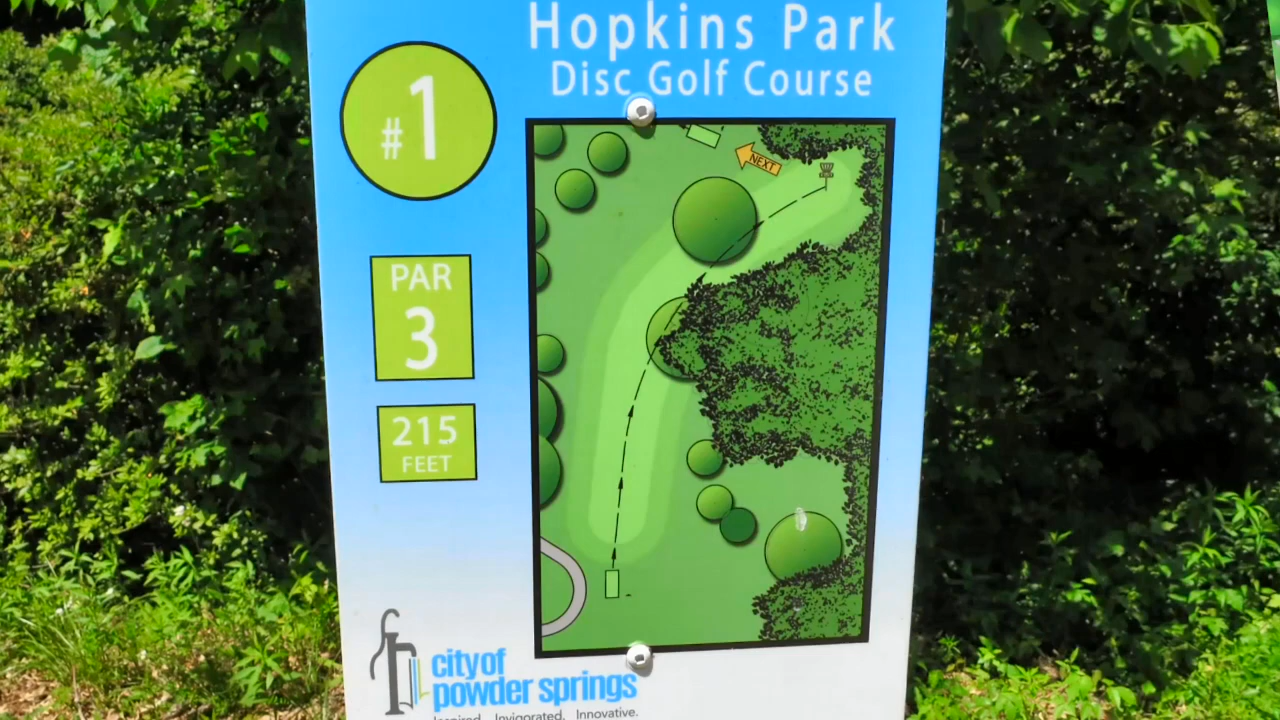 Hopkins Park
Disc Golf Course
#1
PAR
3
215
FEET
NEXT
city of
powder springs
Inspired. Invigorated. Innovative.